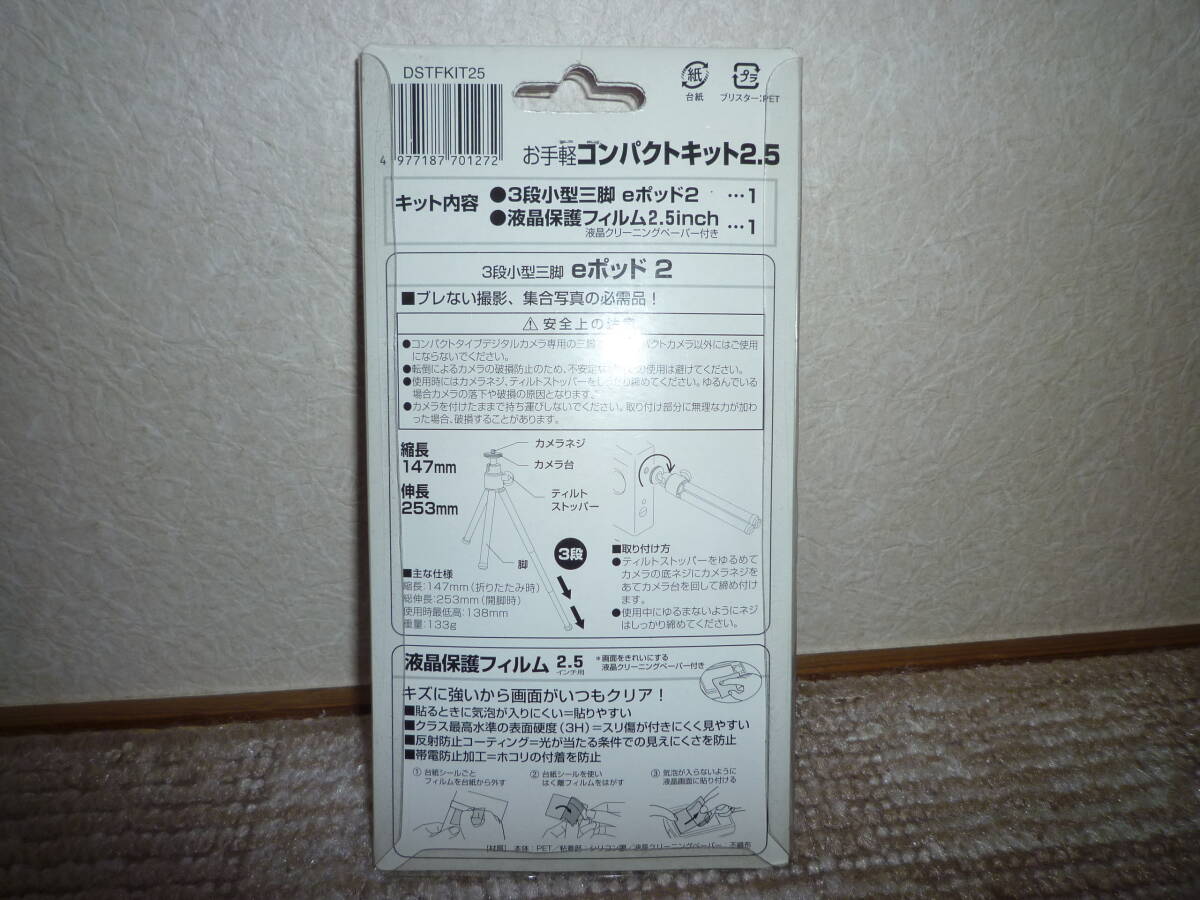 DSTFKIT25
4 977187 701272
紙
台紙
プラ
ブリスター:PET
お手軽コンパクトキット2.5
キット内容
●3段小型三脚 eポッド2 …1
●液晶保護フィルム2.5inch …1
液晶クリーニングペーパー付き
3段小型三脚 eポッド 2
■ブレない撮影、集合写真の必需品！
⚠安全上の注意
●コンパクトタイプデジタルカメラ専用の三脚 クトカメラ以外にはご使用
にならないでください。
●転倒によるカメラの破損防止のため、不安定な の使用は避けてください。
●使用時にはカメラネジ、ティルトストッパーをしっかり締めてください。ゆるんでいる
場合カメラの落下や破損の原因となります。
●カメラを付けたままで持ち運びしないでください。取り付け部分に無理な力が加わ
った場合、破損することがあります。
縮長
147mm
伸長
253mm
カメラネジ
カメラ台
ティルト
ストッパー
脚
3段
■主な仕様
縮長：147mm（折りたたみ時）
総伸長：253mm（開脚時）
使用時最低高：138mm
重量：133g
■取り付け方
●ティルトストッパーをゆるめて
カメラの底ネジにカメラネジを
あてカメラ台を回して締め付け
ます。
●使用中にゆるまないようにネジ
はしっかり締めてください。
液晶保護フィルム 2.5
インチ用
＊画面をきれいにする
液晶クリーニングペーパー付き
キズに強いから画面がいつもクリア！
■貼るときに気泡が入りにくい＝貼りやすい
■クラス最高水準の表面硬度（3H）＝スリ傷が付きにくく見やすい
■反射防止コーティング＝光が当たる条件での見えにくさを防止
■帯電防止加工＝ホコリの付着を防止
① 台紙シールごと
フィルムを台紙から外す
② 台紙シールを使い
はく離フィルムをはがす
③ 気泡が入らないように
液晶画面に貼り付ける
［材質］ 本体：PET／粘着部：シリコン膜／液晶クリーニングペーパー：不織布